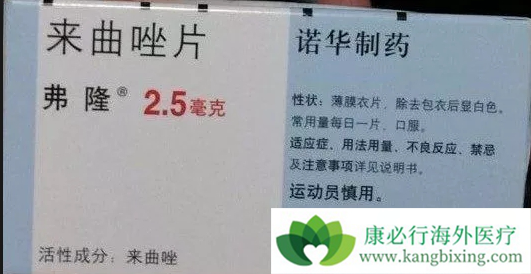 来曲唑片
弗隆® 2.5毫克
活性成分：来曲唑
诺华制药
性状：薄膜衣片，除去包衣后显白色。
常用量每日一片，口服。
适应症、用法用量、不良反应、禁忌
及注意事项详见说明书。
运动员慎用。
康必行海外医疗
www.kangbixing.com